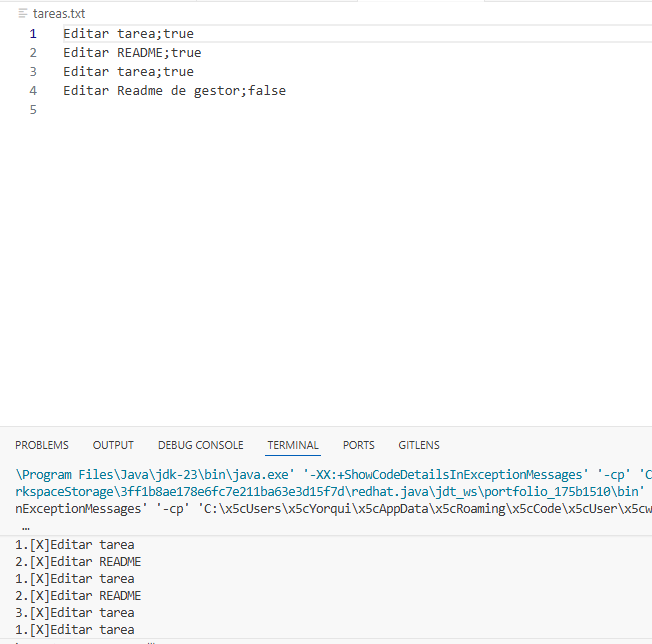 tareas.txt
1 Editar tarea;true
2 Editar README;true
3 Editar tarea;true
4 Editar Readme de gestor;false
5
PROBLEMS OUTPUT DEBUG CONSOLE TERMINAL PORTS GITLENS
\Program Files\Java\jdk-23\bin\java.exe' '-XX:+ShowCodeDetailsInExceptionMessages' '-cp' 'C
rkspaceStorage\3ff1b8ae178e6fc7e211ba63e3d15f7d\redhat.java\jdt_ws\portfolio_175b1510\bin'
nExceptionMessages' '-cp' 'C:\x5cUsers\x5cYorqui\x5cAppData\x5cRoaming\x5cCode\x5cUser\x5cw
…
1.[X]Editar tarea
2.[X]Editar README
1.[X]Editar tarea
2.[X]Editar README
3.[X]Editar tarea
1.[X]Editar tarea